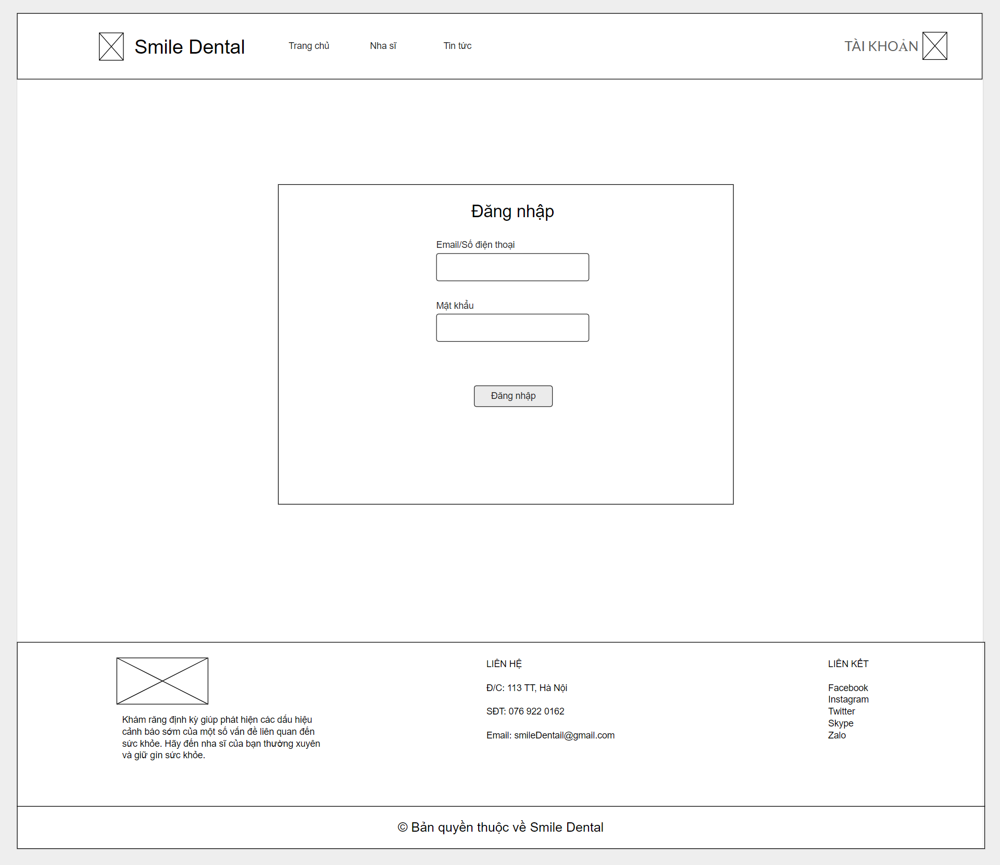 Smile Dental
Trang chủ
Nha sĩ
Tin tức
TÀI KHOẢN
Đăng nhập
Email/Số điện thoại
Mật khẩu
Đăng nhập
Khám răng định kỳ giúp phát hiện các dấu hiệu
cảnh báo sớm của một số vấn đề liên quan đến
sức khỏe. Hãy đến nha sĩ của bạn thường xuyên
và giữ gìn sức khỏe.
LIÊN HỆ
Đ/C: 113 TT, Hà Nội
SĐT: 076 922 0162
Email: smileDentail@gmail.com
LIÊN KẾT
Facebook
Instagram
Twitter
Skype
Zalo
© Bản quyền thuộc về Smile Dental